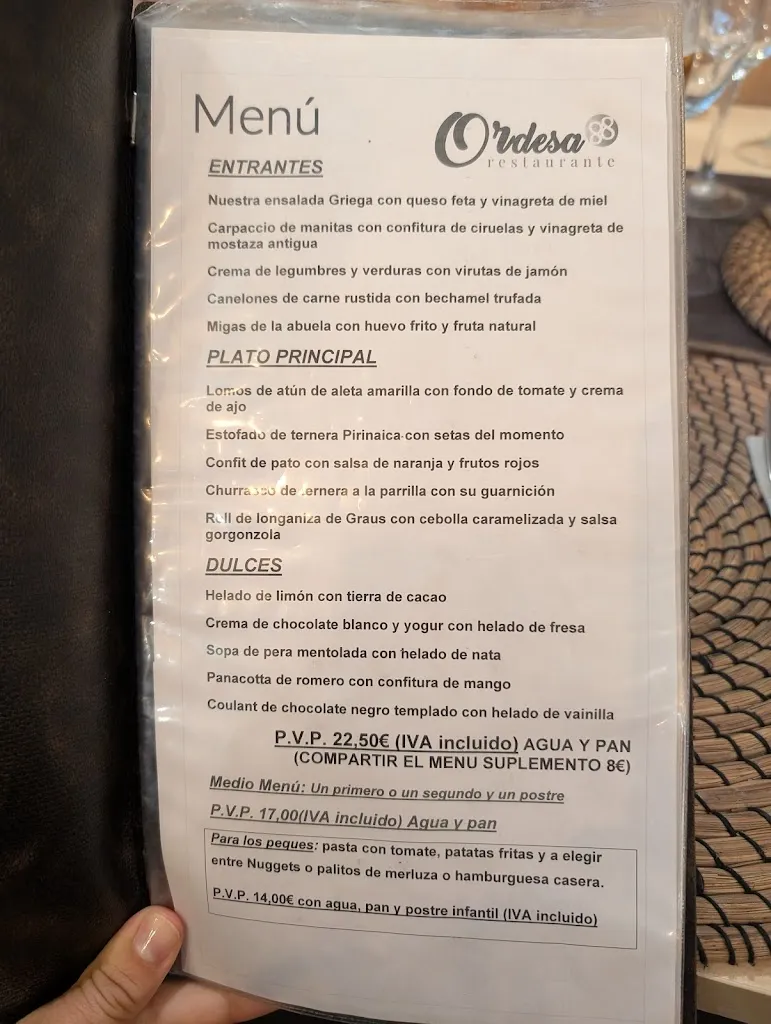 Menú
Ordesa 88
restaurante
ENTRANTES
Nuestra ensalada Griega con queso feta y vinagreta de miel
Carpaccio de manitas con confitura de ciruelas y vinagreta de
mostaza antigua
Crema de legumbres y verduras con virutas de jamón
Canelones de carne rustida con bechamel trufada
Migas de la abuela con huevo frito y fruta natural
PLATO PRINCIPAL
Lomos de atún de aleta amarilla con fondo de tomate y crema
de ajo
Estofado de ternera Pirinaica con setas del momento
Confit de pato con salsa de naranja y frutos rojos
Churrasco de ternera a la parrilla con su guarnición
Roll de longaniza de Graus con cebolla caramelizada y salsa
gorgonzola
DULCES
Helado de limón con tierra de cacao
Crema de chocolate blanco y yogur con helado de fresa
Sopa de pera mentolada con helado de nata
Panacotta de romero con confitura de mango
Coulant de chocolate negro templado con helado de vainilla
P.V.P. 22,50€ (IVA incluido) AGUA Y PAN
(COMPARTIR EL MENU SUPLEMENTO 8€)
Medio Menú: Un primero o un segundo y un postre
P.V.P. 17,00(IVA incluido) Agua y pan
Para los peques: pasta con tomate, patatas fritas y a elegir
entre Nuggets o palitos de merluza o hamburguesa casera.
P.V.P. 14,00€ con agua, pan y postre infantil (IVA incluido)